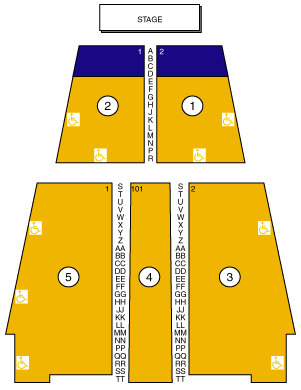 STAGE
1 A 2
B
C
D
E
F
G
2 H 1
J
K
L
M
N
P
R
1 S 101 S 2
T T
U U
V V
W W
X X
Y Y
Z Z
AA AA
BB BB
CC CC
DD DD
5 EE 4 EE 3
FF FF
GG GG
HH HH
JJ JJ
KK KK
LL LL
MM MM
NN NN
PP PP
QQ QQ
RR RR
SS SS
TT TT